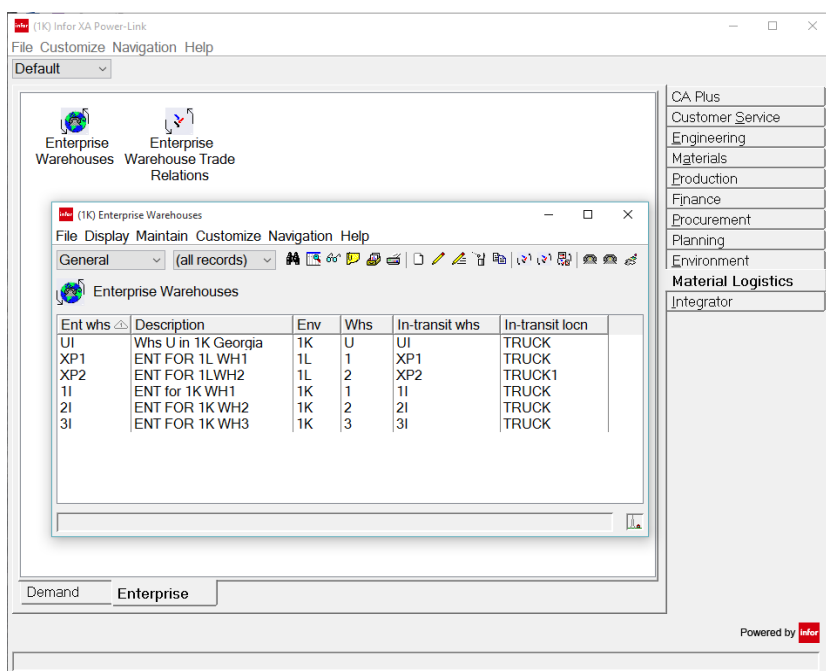 infor (1K) Infor XA Power-Link
File Customize Navigation Help
Default
CA Plus
Customer Service
Engineering
Materials
Production
Finance
Procurement
Planning
Environment
Material Logistics
Integrator
Enterprise Warehouses
Enterprise Warehouse Trade Relations
infor (1K) Enterprise Warehouses
File Display Maintain Customize Navigation Help
General (all records)
Enterprise Warehouses
Ent whs Description Env Whs In-transit whs In-transit locn
UI Whs U in 1K Georgia 1K U UI TRUCK
XP1 ENT FOR 1L WH1 1L 1 XP1 TRUCK
XP2 ENT FOR 1LWH2 1L 2 XP2 TRUCK1
1I ENT for 1K WH1 1K 1 1I TRUCK
2I ENT FOR 1K WH2 1K 2 2I TRUCK
3I ENT FOR 1K WH3 1K 3 3I TRUCK
Demand Enterprise
Powered by infor